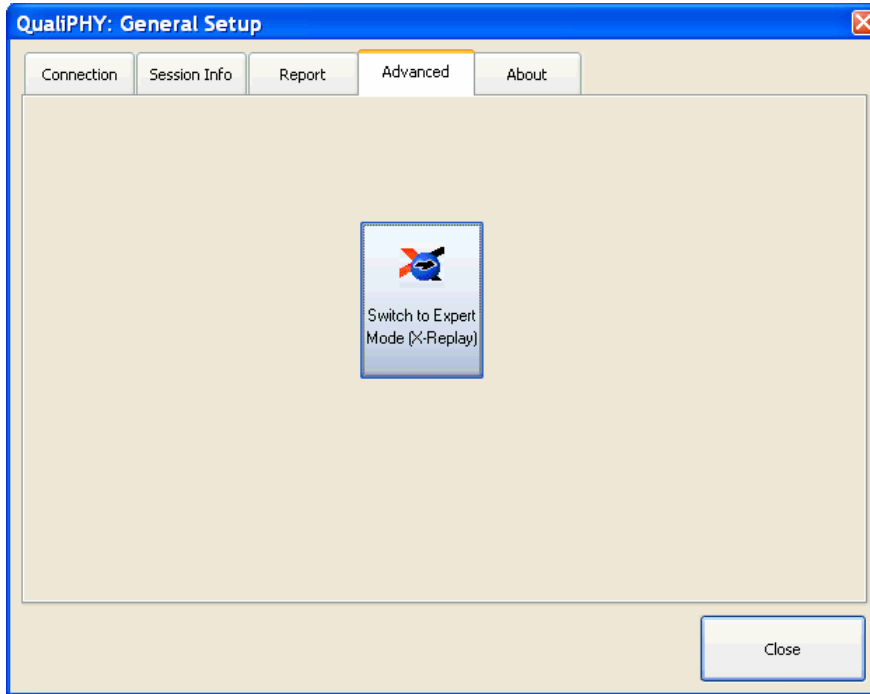 QualiPHY: General Setup
Connection
Session Info
Report
Advanced
About
Switch to Expert
Mode (X-Replay)
Close